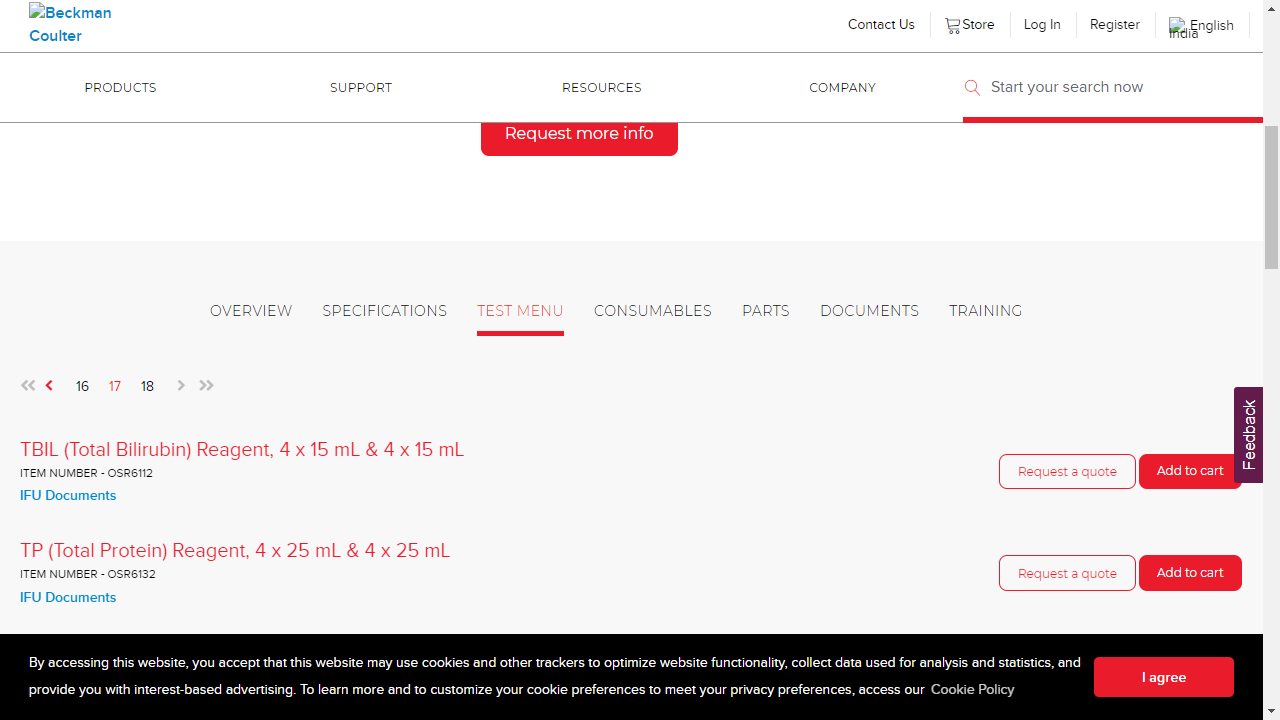 Beckman
Coulter
Contact Us
Store
Log In
Register
English
India
PRODUCTS
SUPPORT
RESOURCES
COMPANY
Start your search now
Request more info
OVERVIEW
SPECIFICATIONS
TEST MENU
CONSUMABLES
PARTS
DOCUMENTS
TRAINING
16 17 18
TBIL (Total Bilirubin) Reagent, 4 x 15 mL & 4 x 15 mL
ITEM NUMBER - OSR6112
IFU Documents
Request a quote
Add to cart
Feedback
TP (Total Protein) Reagent, 4 x 25 mL & 4 x 25 mL
ITEM NUMBER - OSR6132
IFU Documents
Request a quote
Add to cart
By accessing this website, you accept that this website may use cookies and other trackers to optimize website functionality, collect data used for analysis and statistics, and
provide you with interest-based advertising. To learn more and to customize your cookie preferences to meet your privacy preferences, access our Cookie Policy
I agree